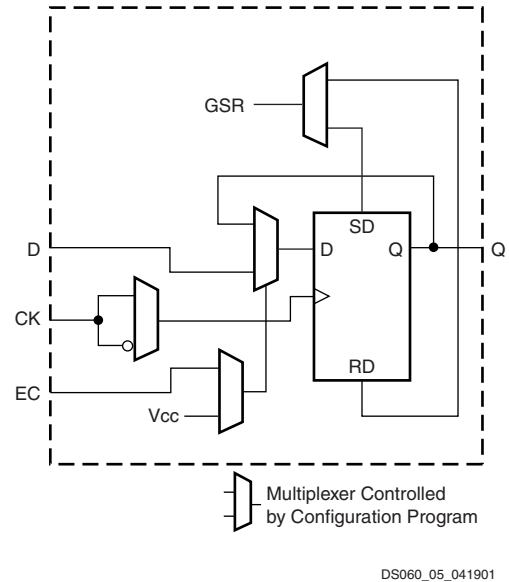 GSR
SD
D
D
Q
Q
CK
EC
RD
Vcc
Multiplexer Controlled
by Configuration Program
DS060_05_041901